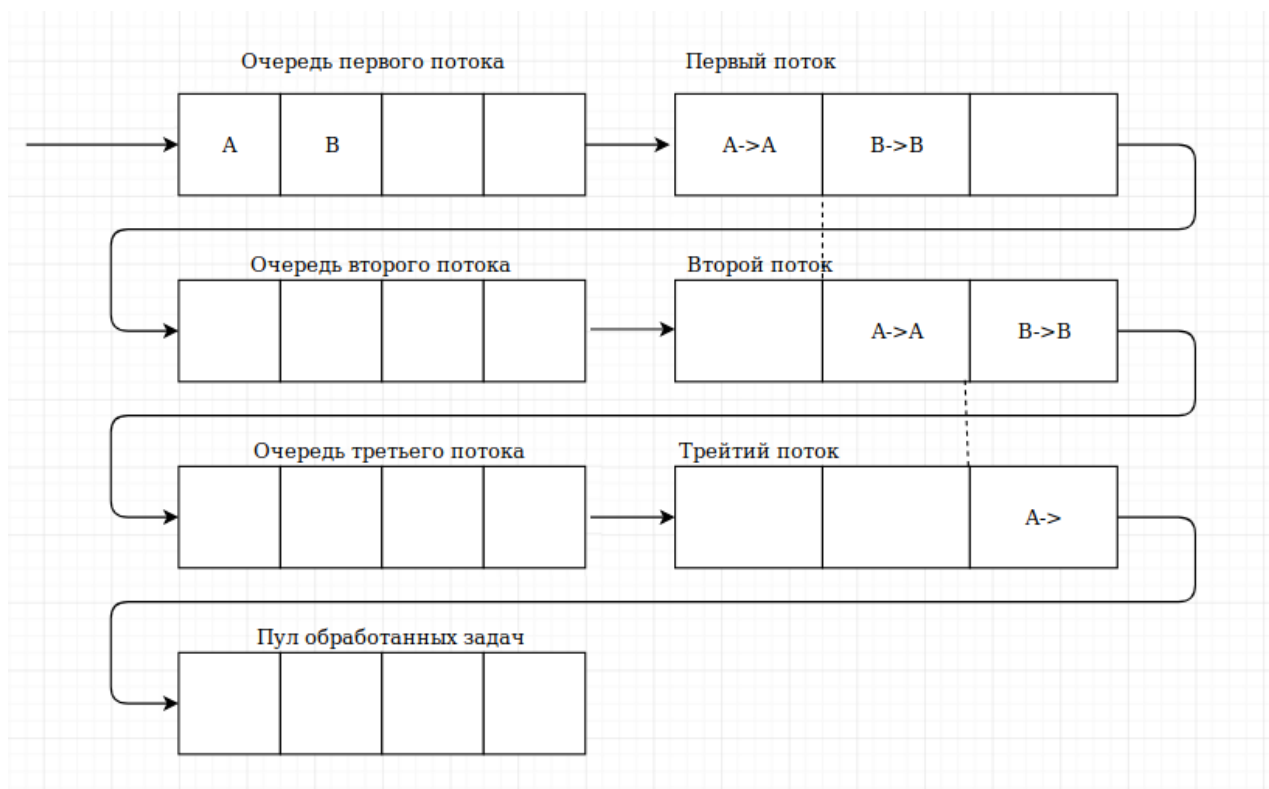 Очередь первого потока
Первый поток
A
B
A->A
B->B
Очередь второго потока
Второй поток
A->A
B->B
Очередь третьего потока
Трейтий поток
A->
Пул обработанных задач